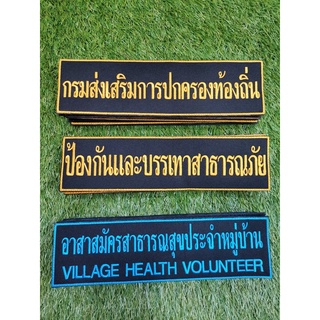 กรมส่งเสริมการปกครองท้องถิ่น
ป้องกันและบรรเทาสาธารณภัย
อาสาสมัครสาธารณสุขประจำหมู่บ้าน
VILLAGE HEALTH VOLUNTEER